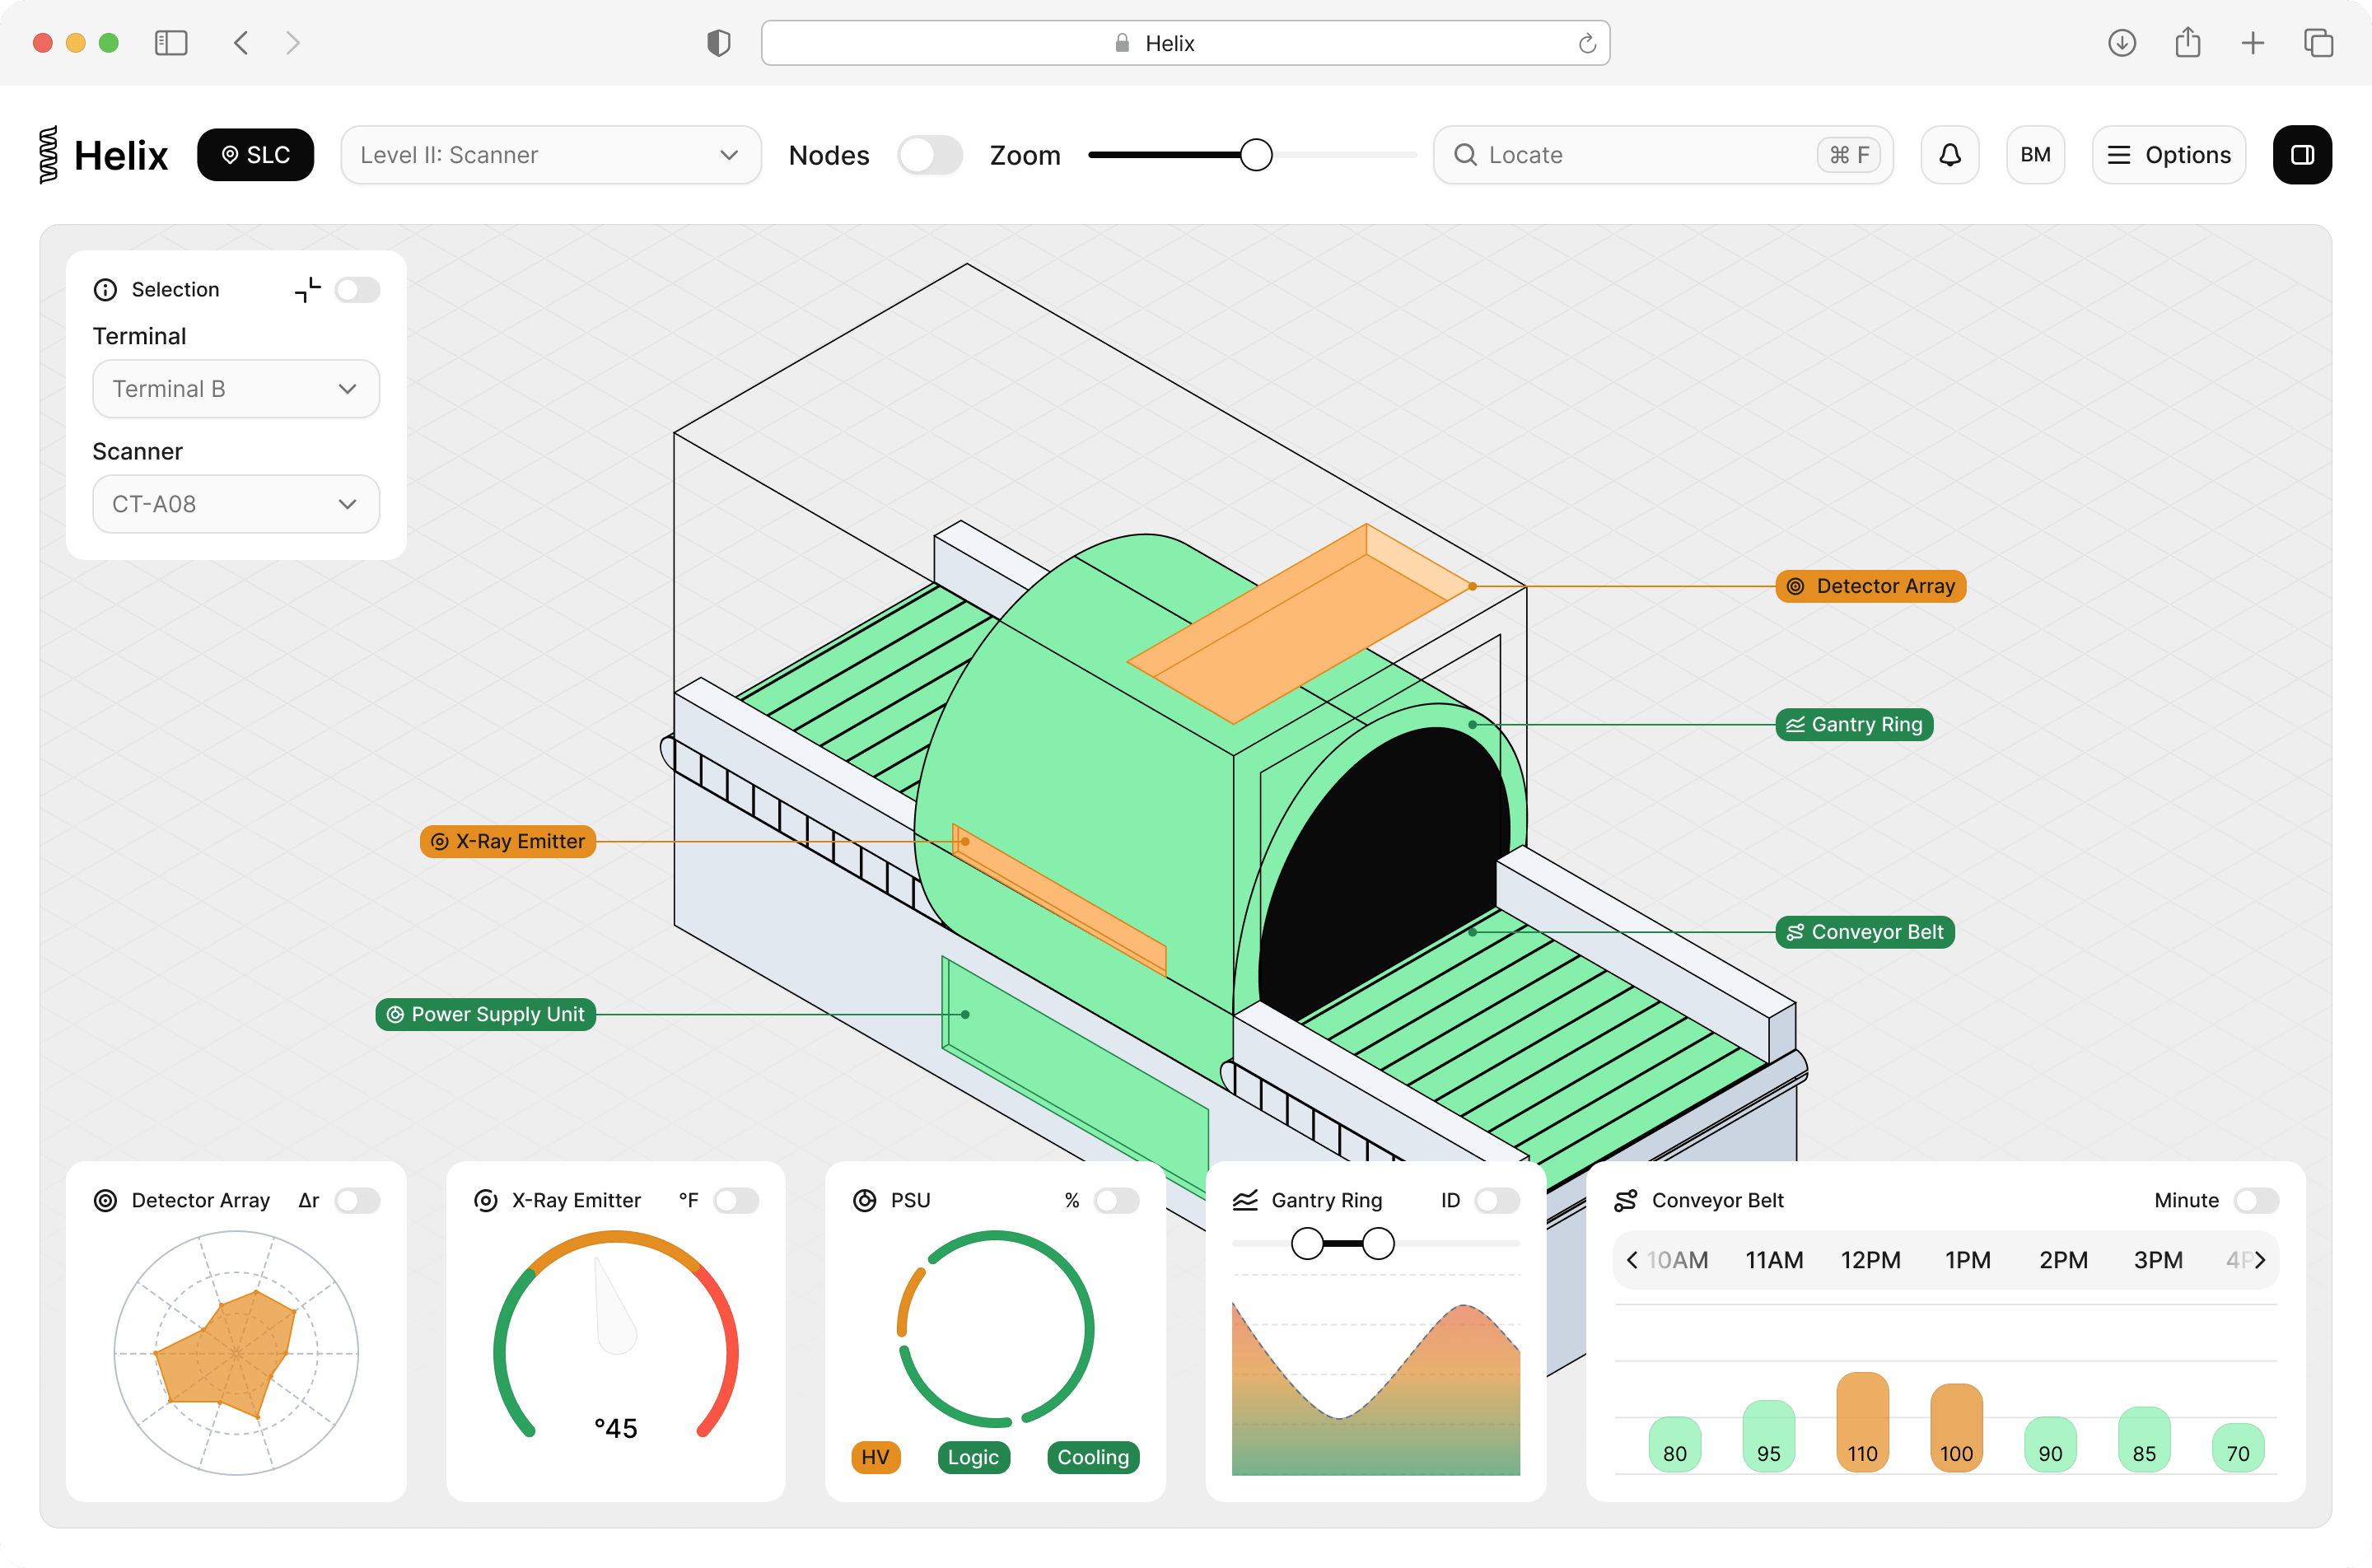 Helix
Helix
SLC
Level II: Scanner
Nodes
Zoom
Locate
⌘ F
BM
Options
Selection
Terminal
Terminal B
Scanner
CT-A08
Detector Array
Gantry Ring
X-Ray Emitter
Conveyor Belt
Power Supply Unit
Detector Array Δr
X-Ray Emitter °F
°45
PSU %
HV Logic Cooling
Gantry Ring ID
Conveyor Belt Minute
10AM 11AM 12PM 1PM 2PM 3PM 4P
80 95 110 100 90 85 70